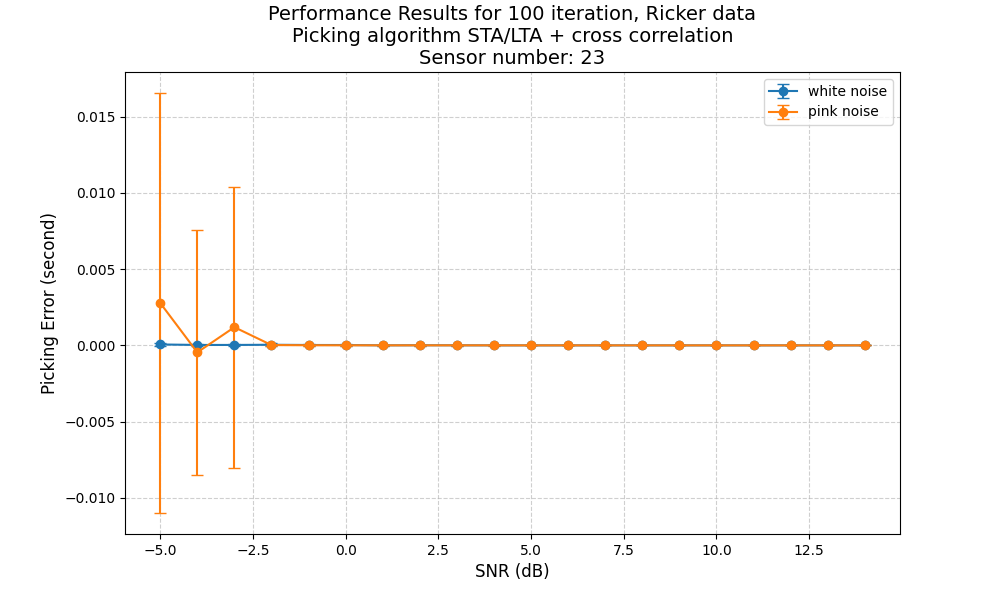 Performance Results for 100 iteration, Ricker data
Picking algorithm STA/LTA + cross correlation
Sensor number: 23
white noise
pink noise
Picking Error (second)
0.015
0.010
0.005
0.000
−0.005
−0.010
−5.0
−2.5
0.0
2.5
5.0
7.5
10.0
12.5
SNR (dB)